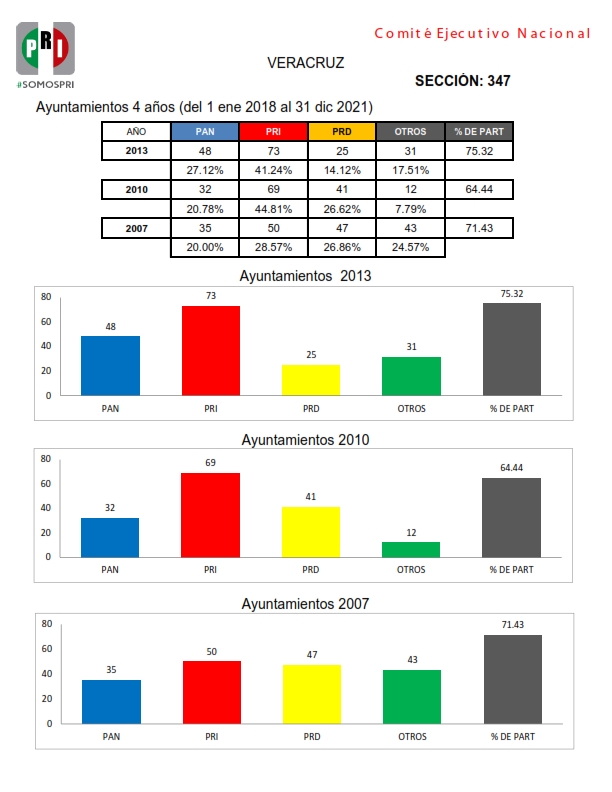 Comité Ejecutivo Nacional
PRI
#SOMOSPRI
VERACRUZ
SECCIÓN: 347
Ayuntamientos 4 años (del 1 ene 2018 al 31 dic 2021)
AÑO PAN PRI PRD OTROS % DE PART
2013 48 73 25 31 75.32
27.12% 41.24% 14.12% 17.51%
2010 32 69 41 12 64.44
20.78% 44.81% 26.62% 7.79%
2007 35 50 47 43 71.43
20.00% 28.57% 26.86% 24.57%
Ayuntamientos 2013
80
60
40
20
0
48 73 25 31 75.32
PAN PRI PRD OTROS % DE PART
Ayuntamientos 2010
80
60
40
20
0
32 69 41 12 64.44
PAN PRI PRD OTROS % DE PART
Ayuntamientos 2007
80
60
40
20
0
35 50 47 43 71.43
PAN PRI PRD OTROS % DE PART